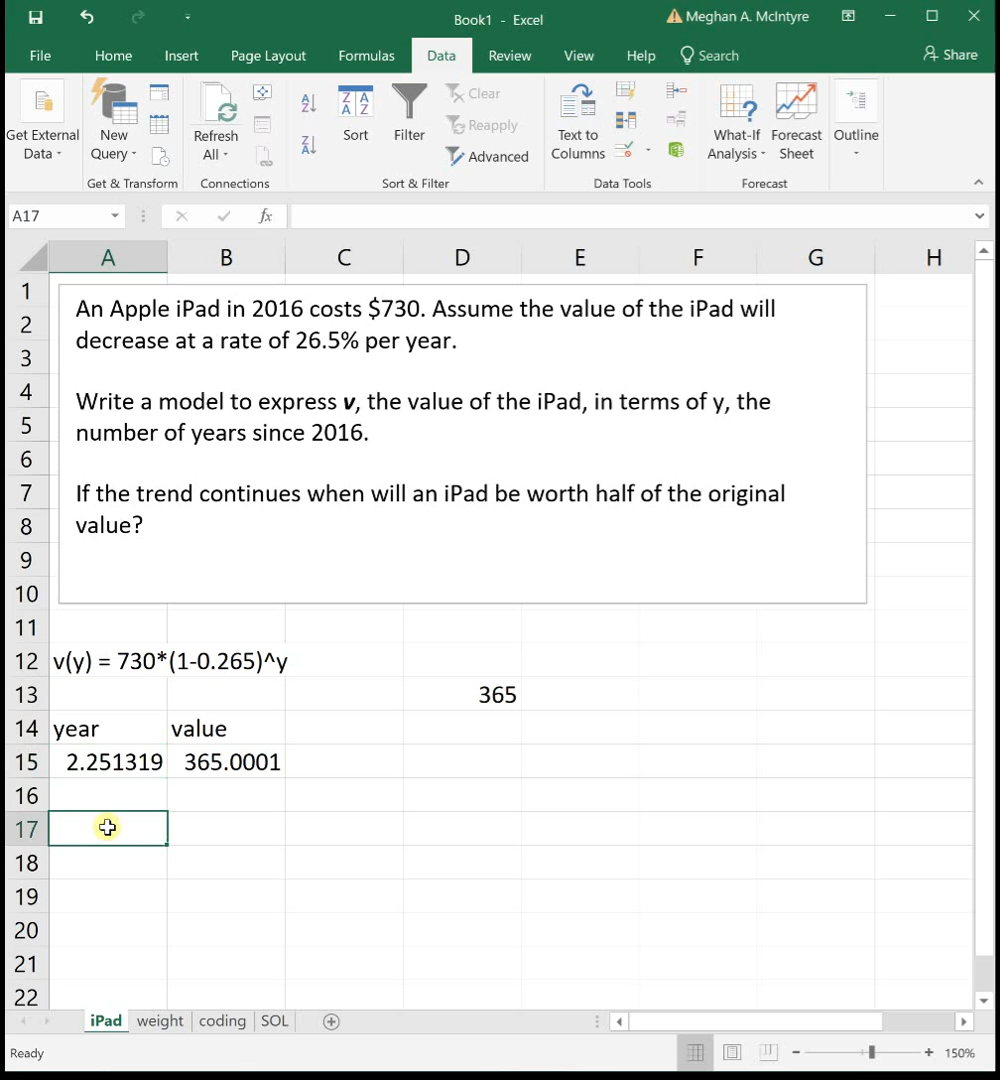 Book1 - Excel
Meghan A. McIntyre
File Home Insert Page Layout Formulas Data Review View Help Search Share
Get External Data
New Query
Refresh All
Sort
Filter
Clear
Reapply
Advanced
Text to Columns
What-If Analysis
Forecast Sheet
Outline
Get & Transform
Connections
Sort & Filter
Data Tools
Forecast
A17
fx
A B C D E F G H
1
2
3
4
5
6
7
8
9
10
An Apple iPad in 2016 costs $730. Assume the value of the iPad will
decrease at a rate of 26.5% per year.
Write a model to express v, the value of the iPad, in terms of y, the
number of years since 2016.
If the trend continues when will an iPad be worth half of the original
value?
11
12 v(y) = 730*(1-0.265)^y
13 365
14 year value
15 2.251319 365.0001
16
17
18
19
20
21
22
iPad weight coding SOL
Ready
150%